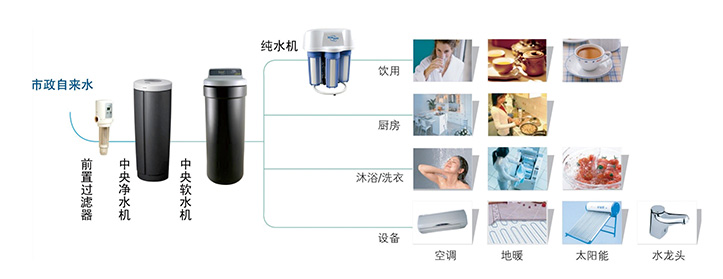 纯水机
饮用
市政自来水
厨房
前置过滤器
中央净水机
中央软水机
沐浴/洗衣
设备
空调
地暖
太阳能
水龙头